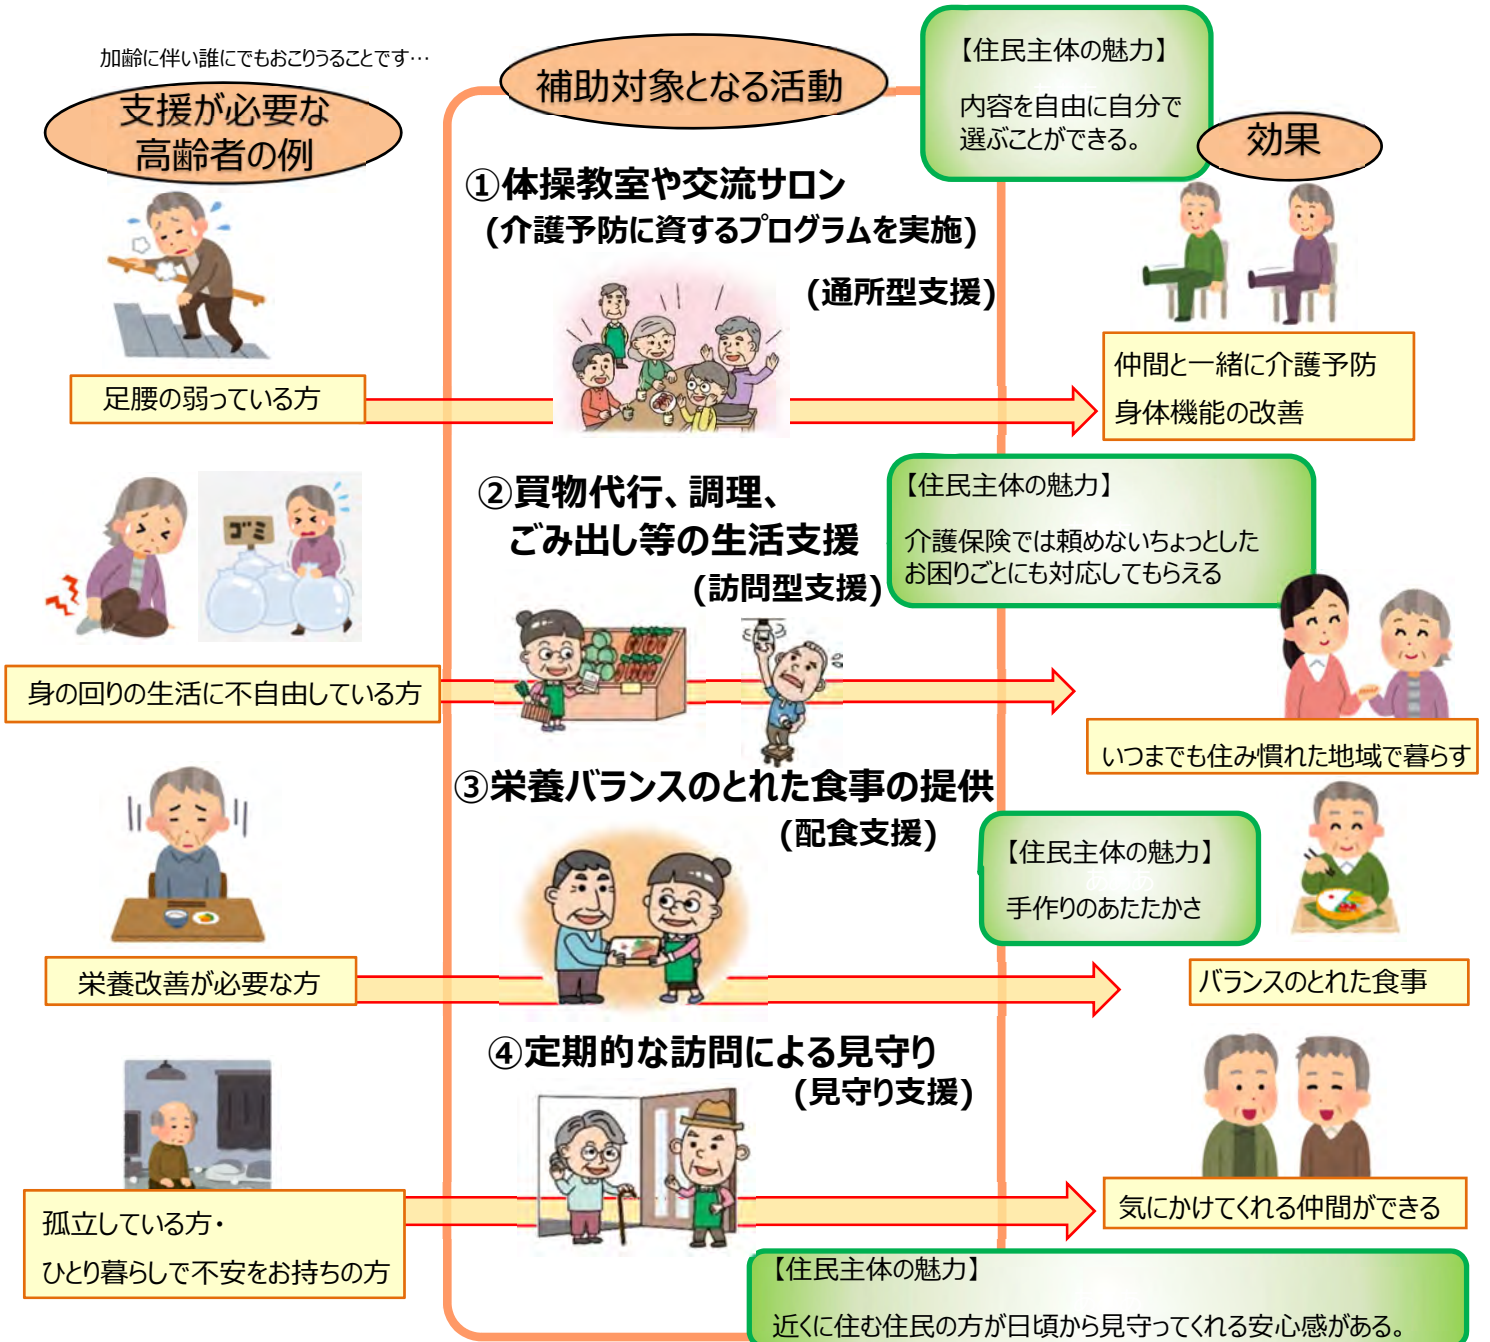 加齢に伴い誰にでもおこりうることです…
支援が必要な
高齢者の例
補助対象となる活動
【住民主体の魅力】
内容を自由に自分で
選ぶことができる。
効果
①体操教室や交流サロン
(介護予防に資するプログラムを実施)
(通所型支援)
足腰の弱っている方
仲間と一緒に介護予防
身体機能の改善
②買物代行、調理、
ごみ出し等の生活支援
(訪問型支援)
【住民主体の魅力】
介護保険では頼めないちょっとした
お困りごとにも対応してもらえる
ゴミ
身の回りの生活に不自由している方
いつまでも住み慣れた地域で暮らす
③栄養バランスのとれた食事の提供
(配食支援)
【住民主体の魅力】
手作りのあたたかさ
栄養改善が必要な方
バランスのとれた食事
④定期的な訪問による見守り
(見守り支援)
孤立している方・
ひとり暮らしで不安をお持ちの方
気にかけてくれる仲間ができる
【住民主体の魅力】
近くに住む住民の方が日頃から見守ってくれる安心感がある。